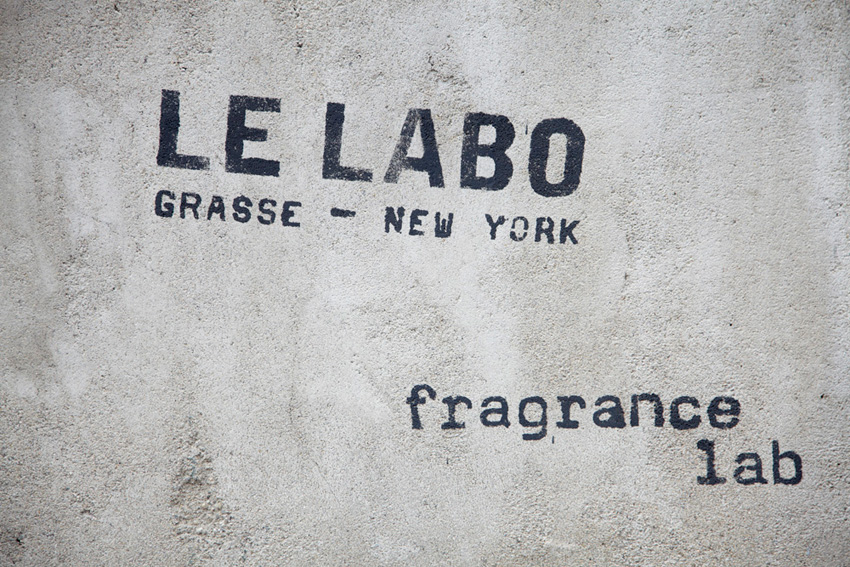 LE LABO
GRASSE - NEW YORK
fragrance
lab